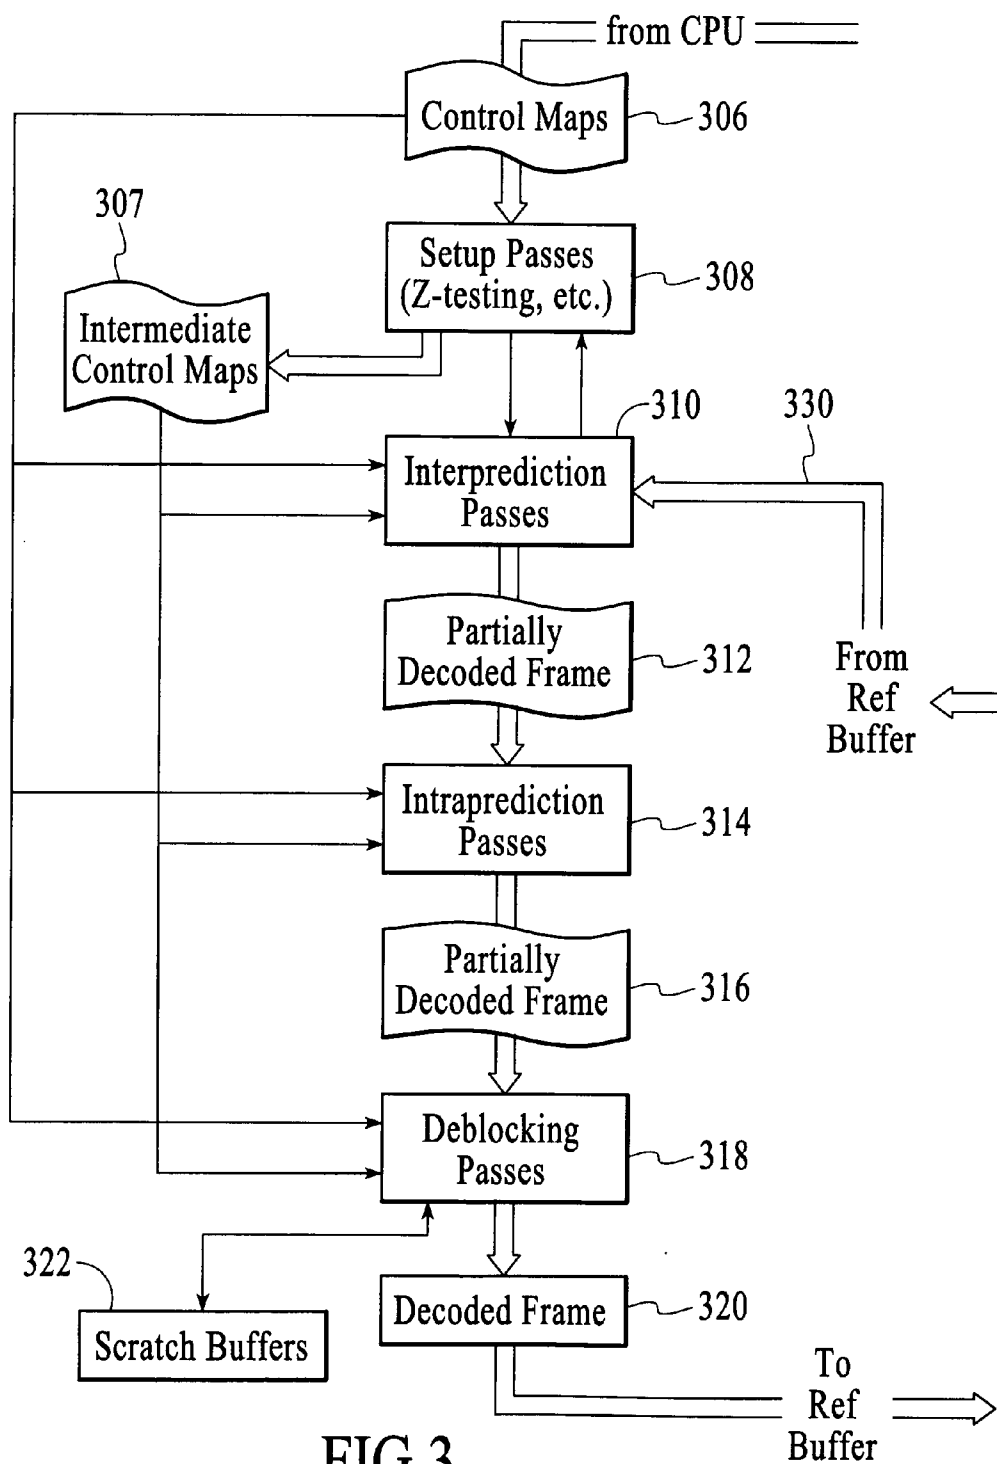 from CPU
Control Maps
306
307
Setup Passes
(Z-testing, etc.)
308
Intermediate
Control Maps
310
330
Interprediction
Passes
Partially
Decoded Frame
312
From
Ref
Buffer
Intraprediction
Passes
314
Partially
Decoded Frame
316
Deblocking
Passes
318
322
Scratch Buffers
Decoded Frame
320
To
Ref
Buffer
FIG 3